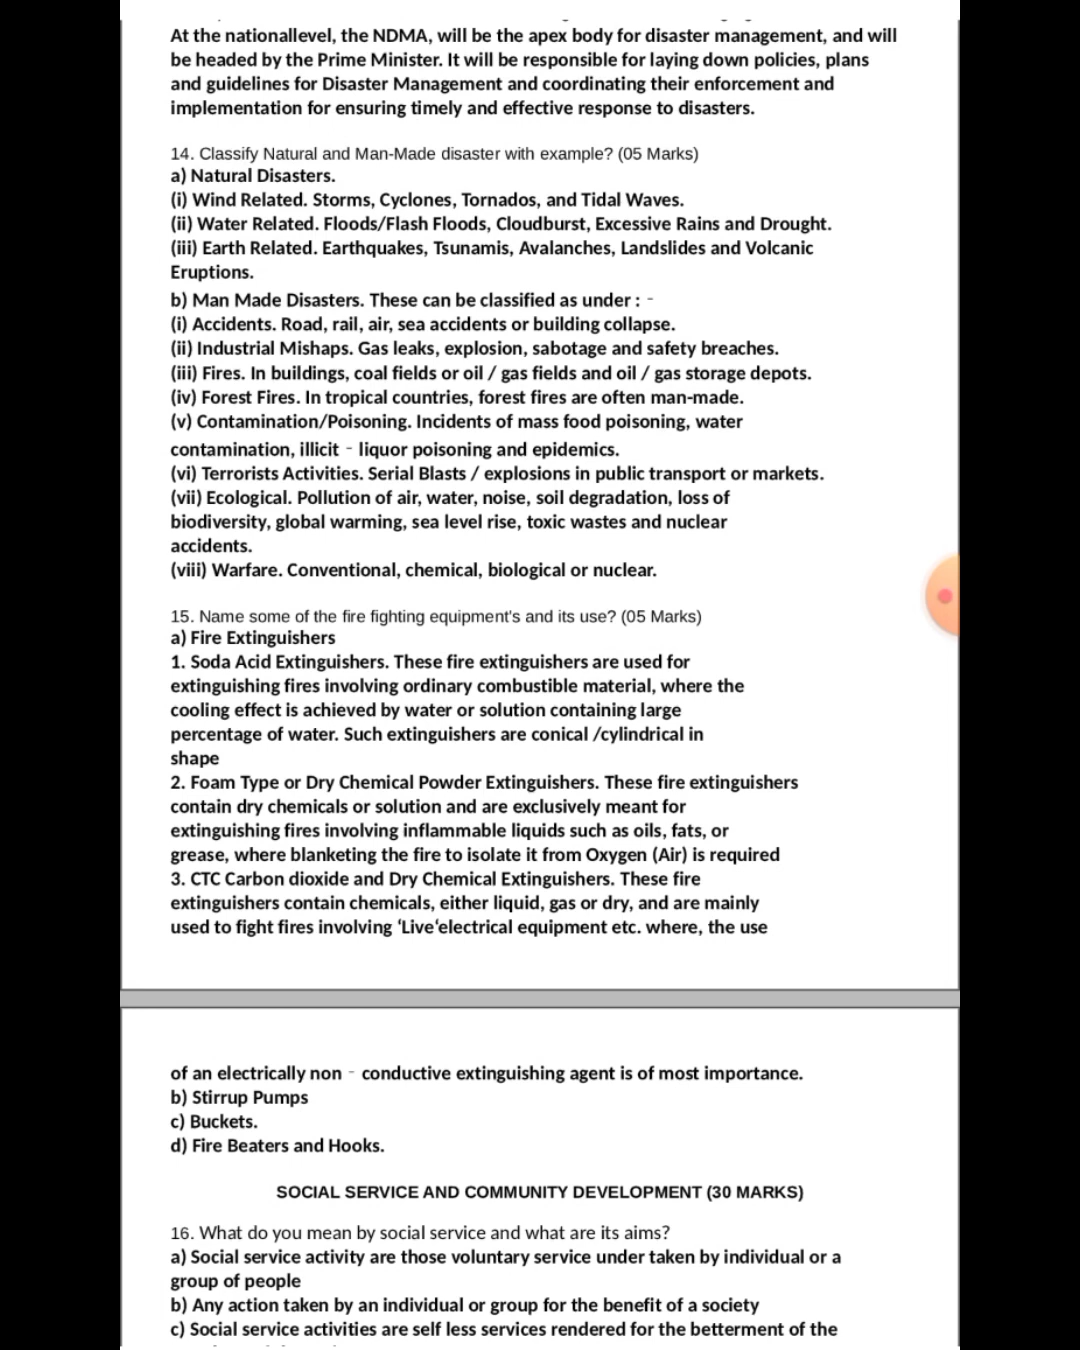 At the nationallevel, the NDMA, will be the apex body for disaster management, and will
be headed by the Prime Minister. It will be responsible for laying down policies, plans
and guidelines for Disaster Management and coordinating their enforcement and
implementation for ensuring timely and effective response to disasters.
14. Classify Natural and Man-Made disaster with example? (05 Marks)
a) Natural Disasters.
(i) Wind Related. Storms, Cyclones, Tornados, and Tidal Waves.
(ii) Water Related. Floods/Flash Floods, Cloudburst, Excessive Rains and Drought.
(iii) Earth Related. Earthquakes, Tsunamis, Avalanches, Landslides and Volcanic
Eruptions.
b) Man Made Disasters. These can be classified as under : -
(i) Accidents. Road, rail, air, sea accidents or building collapse.
(ii) Industrial Mishaps. Gas leaks, explosion, sabotage and safety breaches.
(iii) Fires. In buildings, coal fields or oil / gas fields and oil / gas storage depots.
(iv) Forest Fires. In tropical countries, forest fires are often man-made.
(v) Contamination/Poisoning. Incidents of mass food poisoning, water
contamination, illicit - liquor poisoning and epidemics.
(vi) Terrorists Activities. Serial Blasts / explosions in public transport or markets.
(vii) Ecological. Pollution of air, water, noise, soil degradation, loss of
biodiversity, global warming, sea level rise, toxic wastes and nuclear
accidents.
(viii) Warfare. Conventional, chemical, biological or nuclear.
15. Name some of the fire fighting equipment's and its use? (05 Marks)
a) Fire Extinguishers
1. Soda Acid Extinguishers. These fire extinguishers are used for
extinguishing fires involving ordinary combustible material, where the
cooling effect is achieved by water or solution containing large
percentage of water. Such extinguishers are conical /cylindrical in
shape
2. Foam Type or Dry Chemical Powder Extinguishers. These fire extinguishers
contain dry chemicals or solution and are exclusively meant for
extinguishing fires involving inflammable liquids such as oils, fats, or
grease, where blanketing the fire to isolate it from Oxygen (Air) is required
3. CTC Carbon dioxide and Dry Chemical Extinguishers. These fire
extinguishers contain chemicals, either liquid, gas or dry, and are mainly
used to fight fires involving ‘Live‘electrical equipment etc. where, the use
of an electrically non - conductive extinguishing agent is of most importance.
b) Stirrup Pumps
c) Buckets.
d) Fire Beaters and Hooks.
SOCIAL SERVICE AND COMMUNITY DEVELOPMENT (30 MARKS)
16. What do you mean by social service and what are its aims?
a) Social service activity are those voluntary service under taken by individual or a
group of people
b) Any action taken by an individual or group for the benefit of a society
c) Social service activities are self less services rendered for the betterment of the